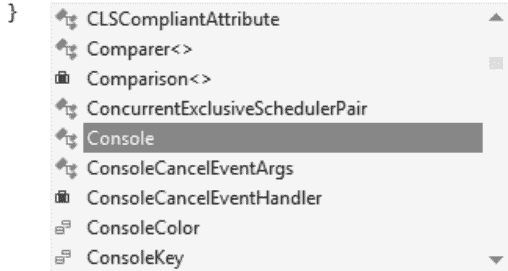 }
CLSCompliantAttribute
Comparer<>
Comparison<>
ConcurrentExclusiveSchedulerPair
Console
ConsoleCancelEventArgs
ConsoleCancelEventHandler
ConsoleColor
ConsoleKey